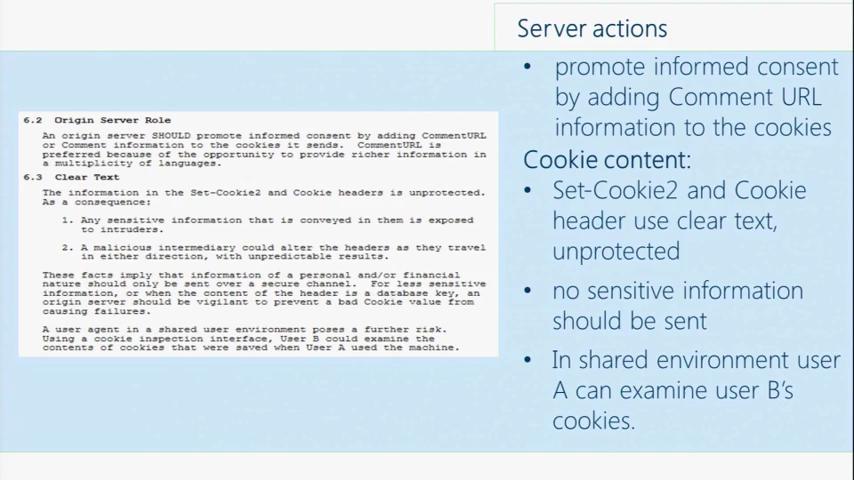 Server actions
6.2 Origin Server Role
An origin server SHOULD promote informed consent by adding CommentURL
or Comment information to the cookies it sends. CommentURL is
preferred because of the opportunity to provide richer information in
a multiplicity of languages.
6.3 Clear Text
The information in the Set-Cookie2 and Cookie headers is unprotected.
As a consequence:
1. Any sensitive information that is conveyed in them is exposed
to intruders.
2. A malicious intermediary could alter the headers as they travel
in either direction, with unpredictable results.
These facts imply that information of a personal and/or financial
nature should only be sent over a secure channel. For less sensitive
information, or when the content of the header is a database key, an
origin server should be vigilant to prevent a bad Cookie value from
causing failures.
A user agent in a shared user environment poses a further risk.
Using a cookie inspection interface, User B could examine the
contents of cookies that were saved when User A used the machine.
• promote informed consent
by adding Comment URL
information to the cookies
Cookie content:
• Set-Cookie2 and Cookie
header use clear text,
unprotected
• no sensitive information
should be sent
• In shared environment user
A can examine user B's
cookies.